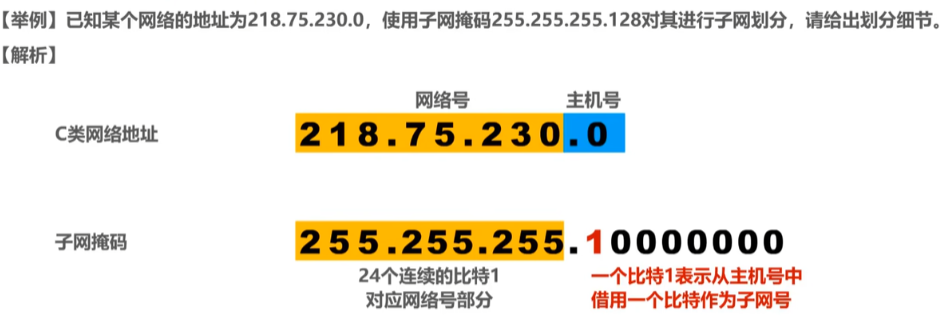 【举例】已知某个网络的地址为218.75.230.0，使用子网掩码255.255.255.128对其进行子网划分，请给出划分细节。
【解析】
网络号 主机号
C类网络地址 218.75.230.0
子网掩码 255.255.255.10000000
24个连续的比特1 一个比特1表示从主机号中
对应网络号部分 借用一个比特作为子网号